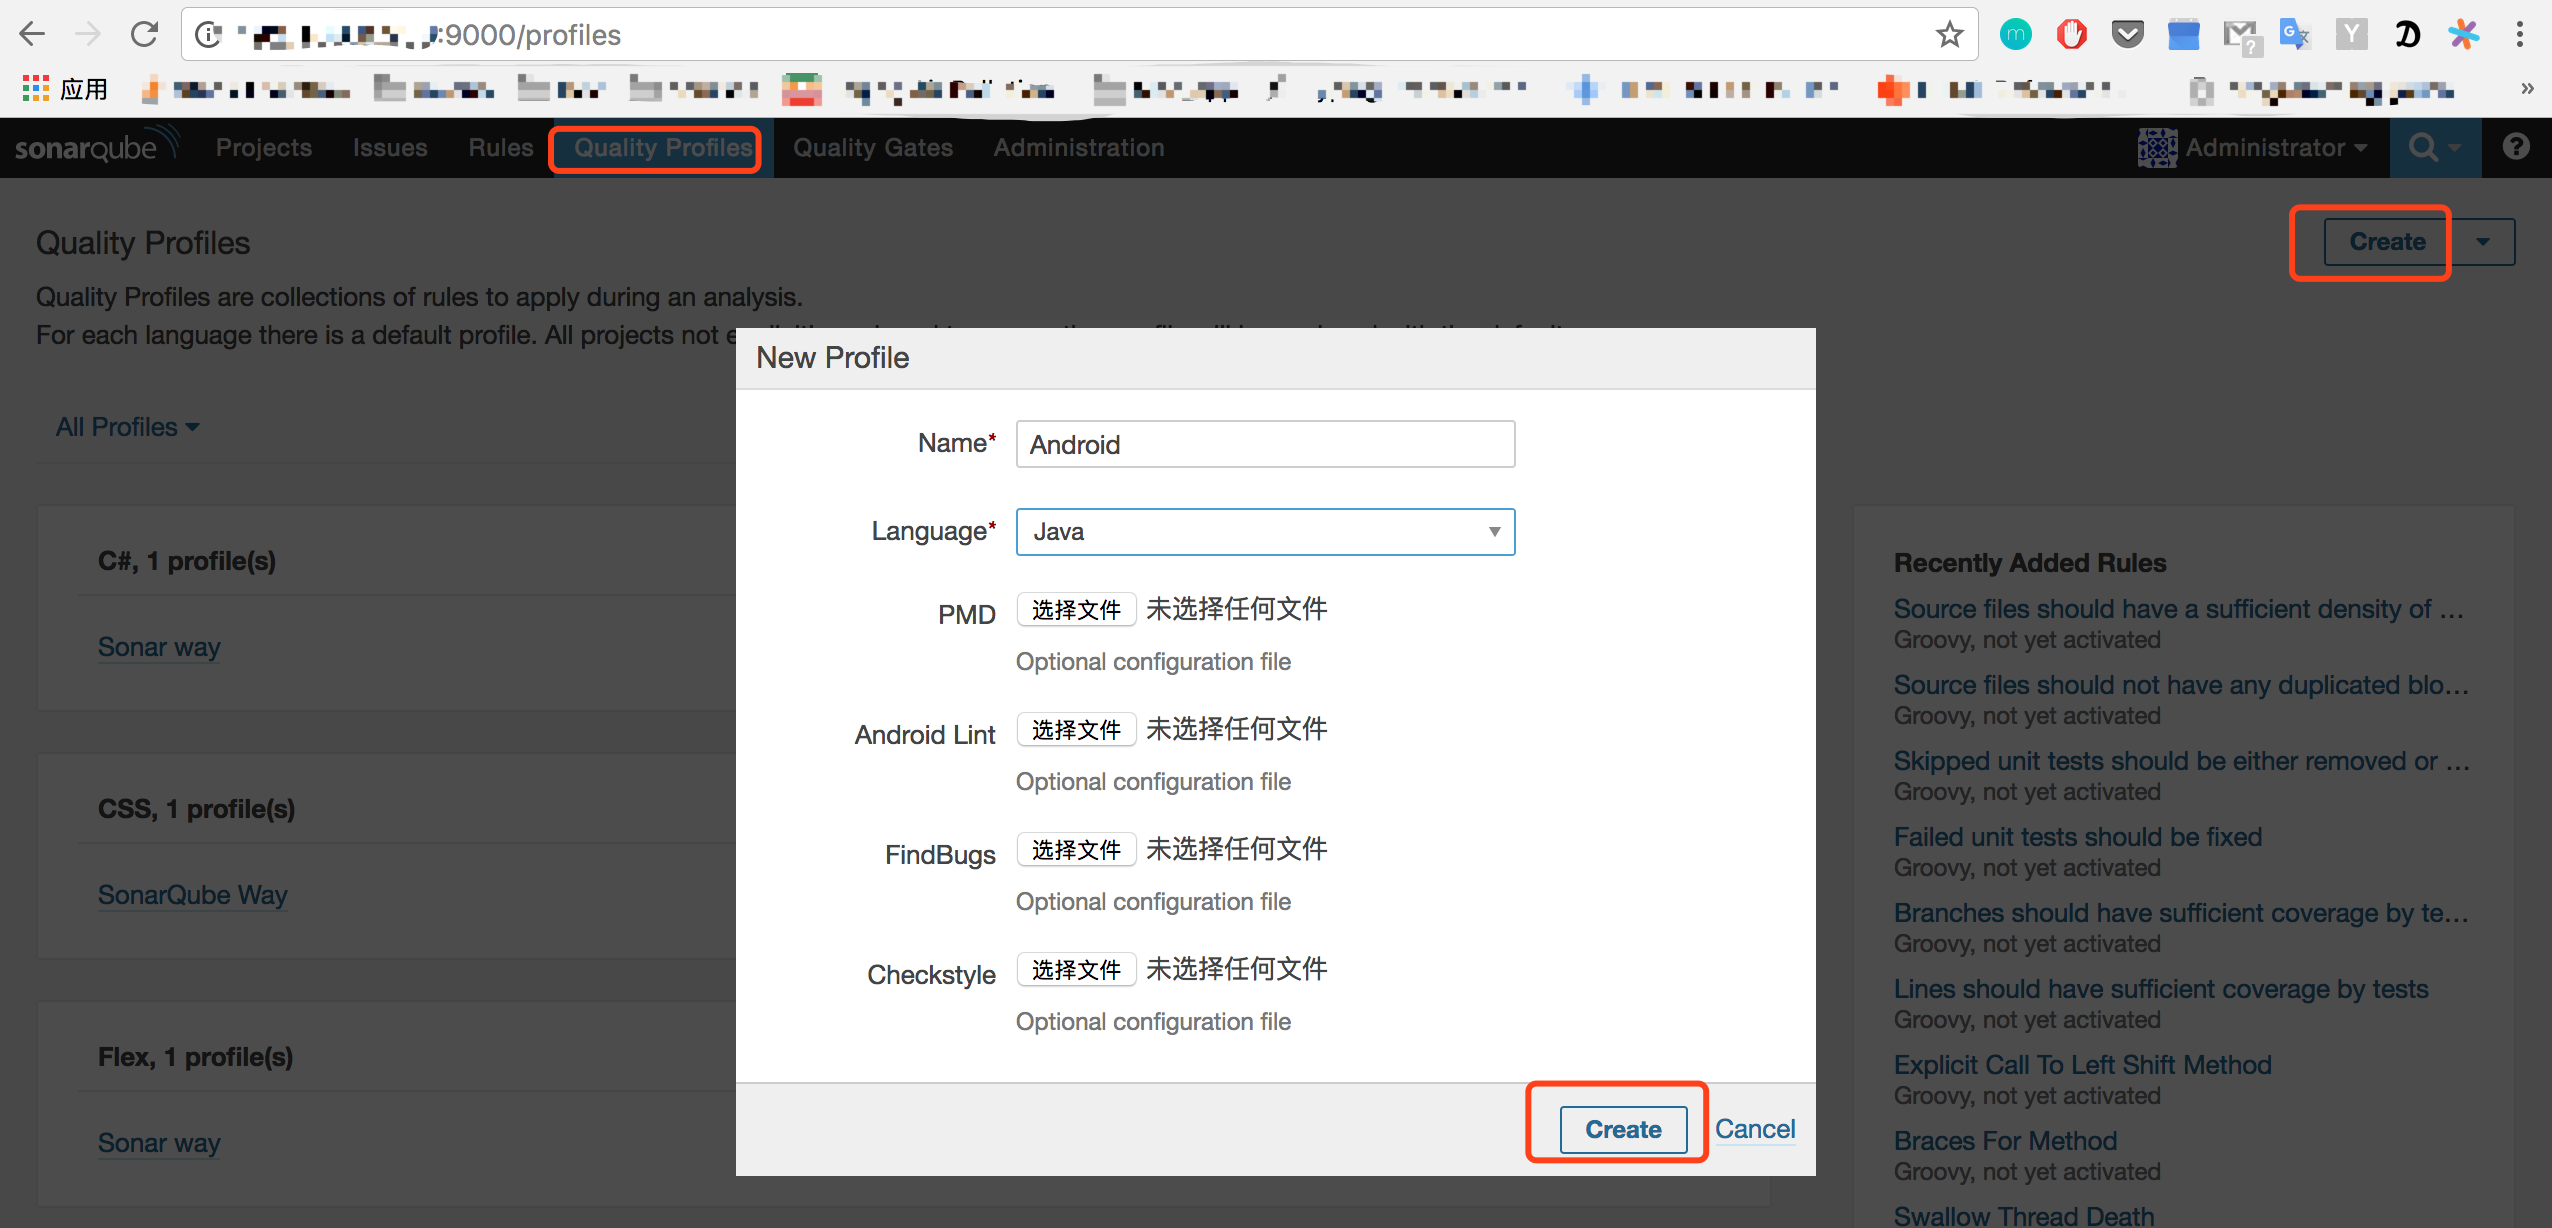 :9000/profiles
应用
sonarqube Projects Issues Rules Quality Profiles Quality Gates Administration Administrator
Quality Profiles
Create
Quality Profiles are collections of rules to apply during an analysis.
For each language there is a default profile. All projects not
All Profiles
C#, 1 profile(s)
Sonar way
CSS, 1 profile(s)
SonarQube Way
Flex, 1 profile(s)
Sonar way
New Profile
Name* Android
Language* Java
PMD 选择文件 未选择任何文件
Optional configuration file
Android Lint 选择文件 未选择任何文件
Optional configuration file
FindBugs 选择文件 未选择任何文件
Optional configuration file
Checkstyle 选择文件 未选择任何文件
Optional configuration file
Create Cancel
Recently Added Rules
Source files should have a sufficient density of ...
Groovy, not yet activated
Source files should not have any duplicated blo...
Groovy, not yet activated
Skipped unit tests should be either removed or ...
Groovy, not yet activated
Failed unit tests should be fixed
Groovy, not yet activated
Branches should have sufficient coverage by te...
Groovy, not yet activated
Lines should have sufficient coverage by tests
Groovy, not yet activated
Explicit Call To Left Shift Method
Groovy, not yet activated
Braces For Method
Groovy, not yet activated
Swallow Thread Death